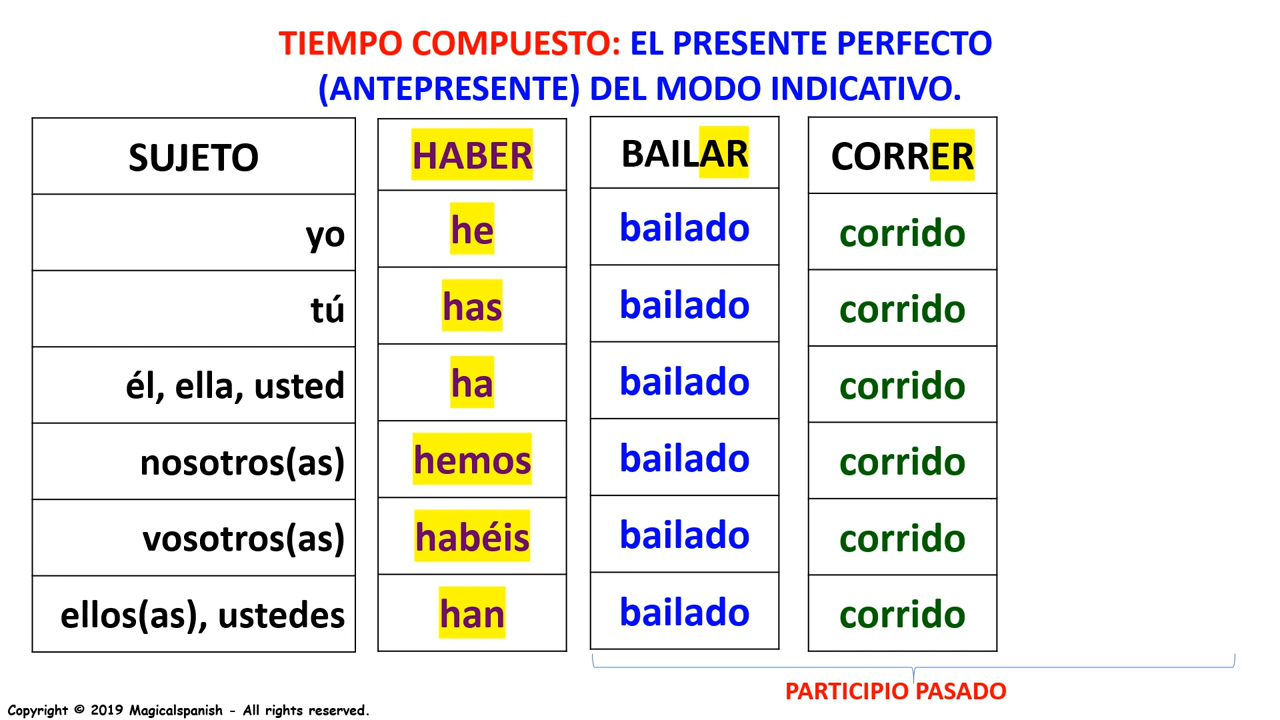 TIEMPO COMPUESTO: EL PRESENTE PERFECTO
(ANTEPRESENTE) DEL MODO INDICATIVO.
SUJETO HABER BAILAR CORRER
yo he bailado corrido
tú has bailado corrido
él, ella, usted ha bailado corrido
nosotros(as) hemos bailado corrido
vosotros(as) habéis bailado corrido
ellos(as), ustedes han bailado corrido
PARTICIPIO PASADO
Copyright © 2019 Magicalspanish - All rights reserved.